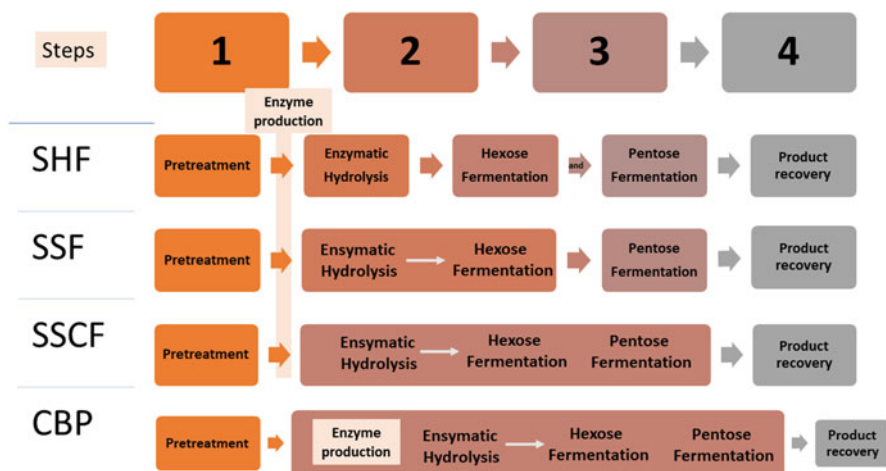 Steps
1
2
3
4
Enzyme
production
SHF
Pretreatment
Enzymatic
Hydrolysis
Hexose
Fermentation
and
Pentose
Fermentation
Product
recovery
SSF
Pretreatment
Ensymatic
Hydrolysis
Hexose
Fermentation
Pentose
Fermentation
Product
recovery
SSCF
Pretreatment
Ensymatic
Hydrolysis
Hexose
Fermentation
Pentose
Fermentation
Product
recovery
CBP
Pretreatment
Enzyme
production
Ensymatic
Hydrolysis
Hexose
Fermentation
Pentose
Fermentation
Product
recovery